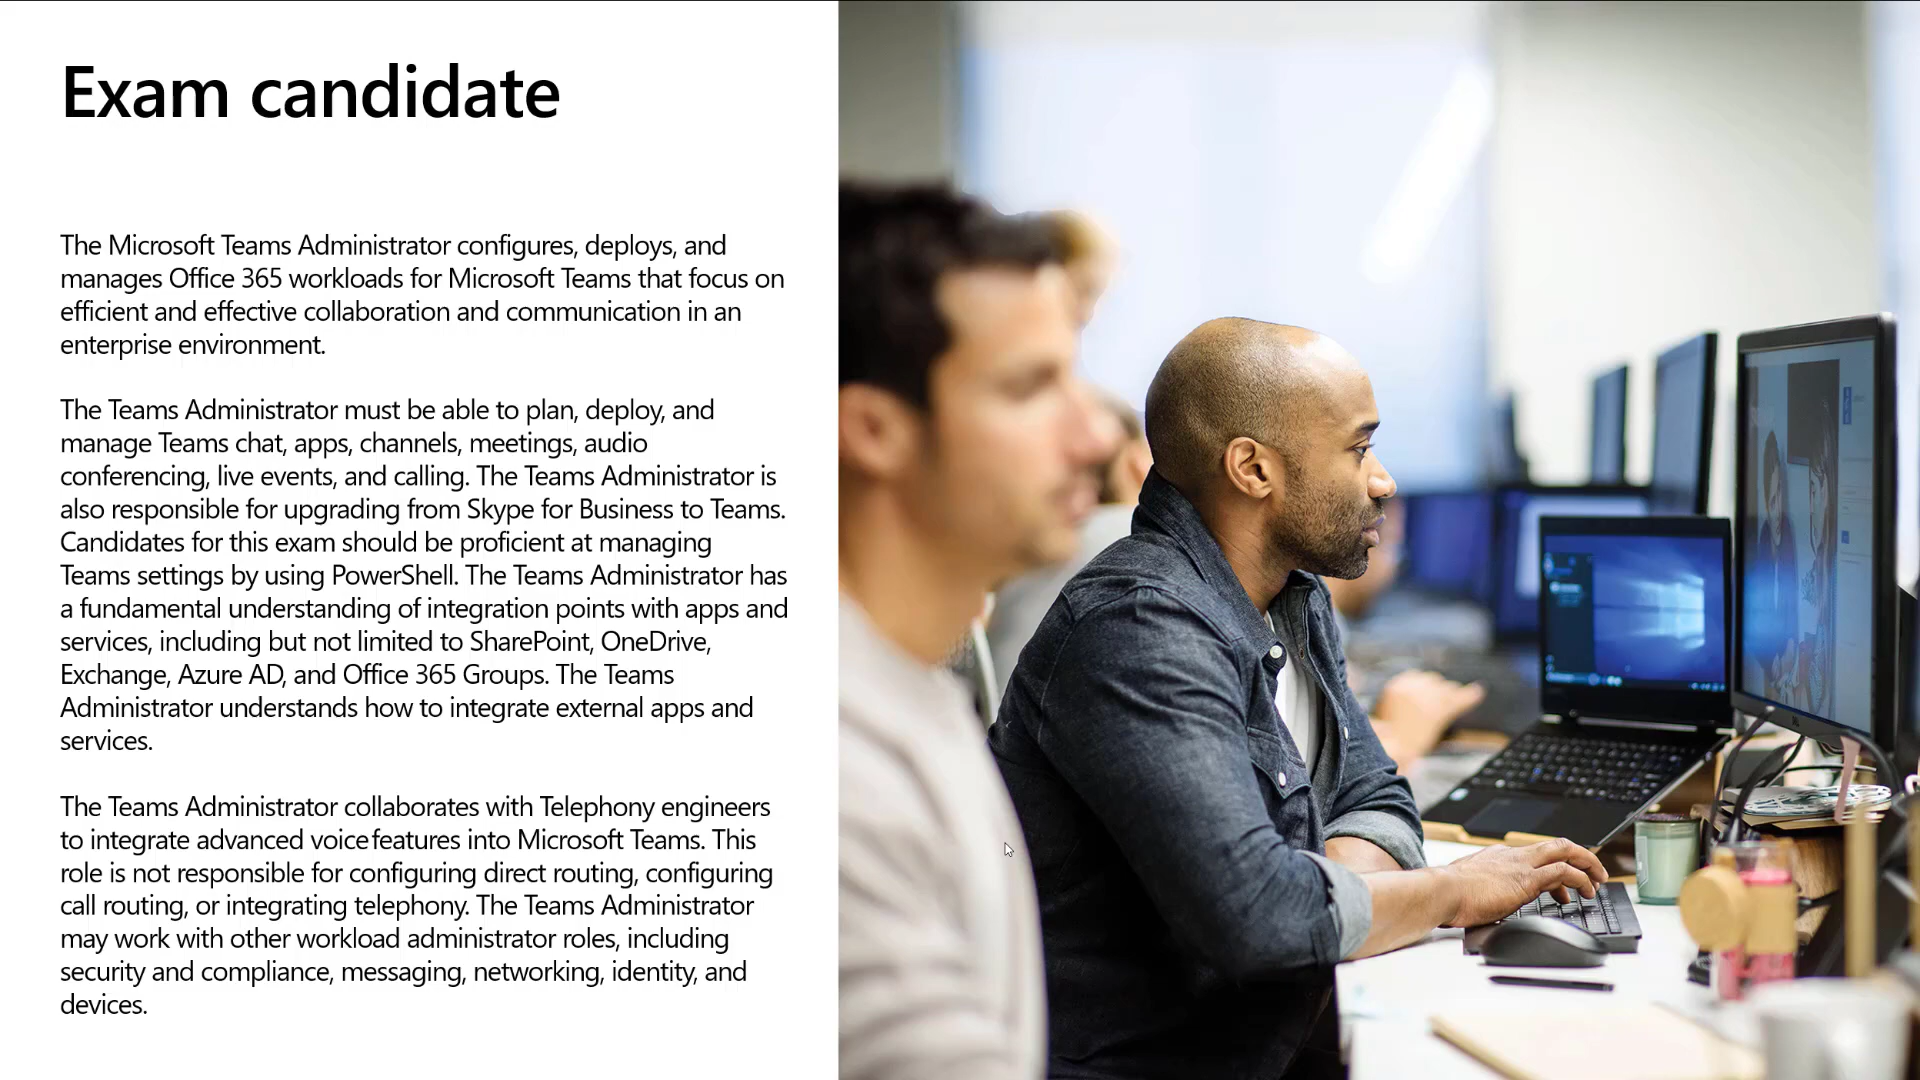 Exam candidate
The Microsoft Teams Administrator configures, deploys, and
manages Office 365 workloads for Microsoft Teams that focus on
efficient and effective collaboration and communication in an
enterprise environment.
The Teams Administrator must be able to plan, deploy, and
manage Teams chat, apps, channels, meetings, audio
conferencing, live events, and calling. The Teams Administrator is
also responsible for upgrading from Skype for Business to Teams.
Candidates for this exam should be proficient at managing
Teams settings by using PowerShell. The Teams Administrator has
a fundamental understanding of integration points with apps and
services, including but not limited to SharePoint, OneDrive,
Exchange, Azure AD, and Office 365 Groups. The Teams
Administrator understands how to integrate external apps and
services.
The Teams Administrator collaborates with Telephony engineers
to integrate advanced voice features into Microsoft Teams. This
role is not responsible for configuring direct routing, configuring
call routing, or integrating telephony. The Teams Administrator
may work with other workload administrator roles, including
security and compliance, messaging, networking, identity, and
devices.